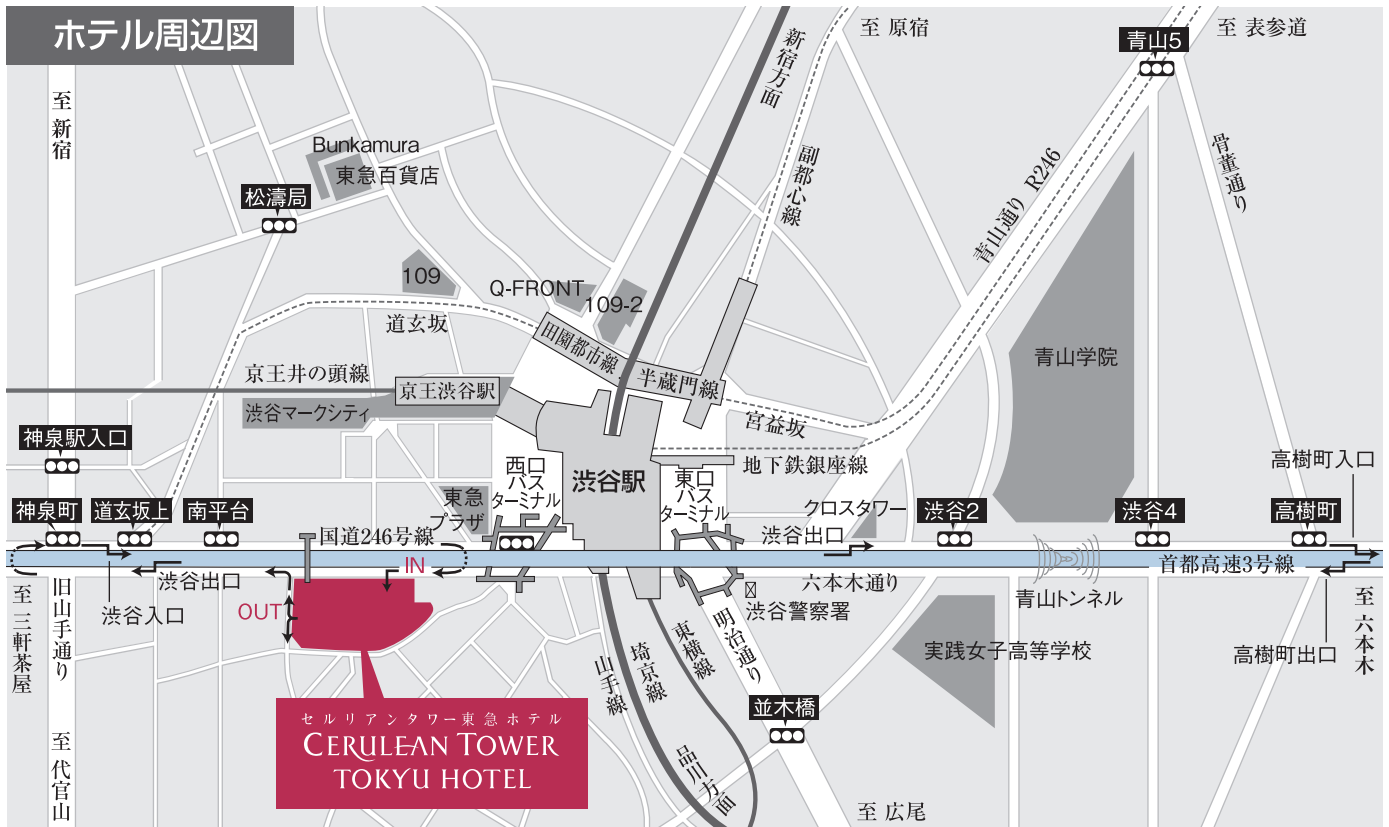 ホテル周辺図
至 原宿
青山5
至 表参道
至 新宿
新宿方面
Bunkamura
東急百貨店
松濤局
副都心線
青山通り R246
骨董通り
109
Q-FRONT
109-2
道玄坂
田園都市線
半蔵門線
青山学院
京王井の頭線
京王渋谷駅
渋谷マークシティ
宮益坂
地下鉄銀座線
神泉駅入口
西口
バス
ターミナル
渋谷駅
東口
バス
ターミナル
高樹町入口
東急
プラザ
クロスタワー
神泉町
道玄坂上
南平台
国道246号線
渋谷出口
渋谷2
渋谷4
高樹町
IN
渋谷出口
六本木通り
首都高速3号線
OUT
渋谷入口
旧山手通り
至 三軒茶屋
渋谷警察署
青山トンネル
至 六本木
明治通り
東横線
埼京線
山手線
実践女子高等学校
高樹町出口
並木橋
セルリアンタワー東急ホテル
CERULEAN TOWER
TOKYU HOTEL
至 代官山
品川方面
至 広尾